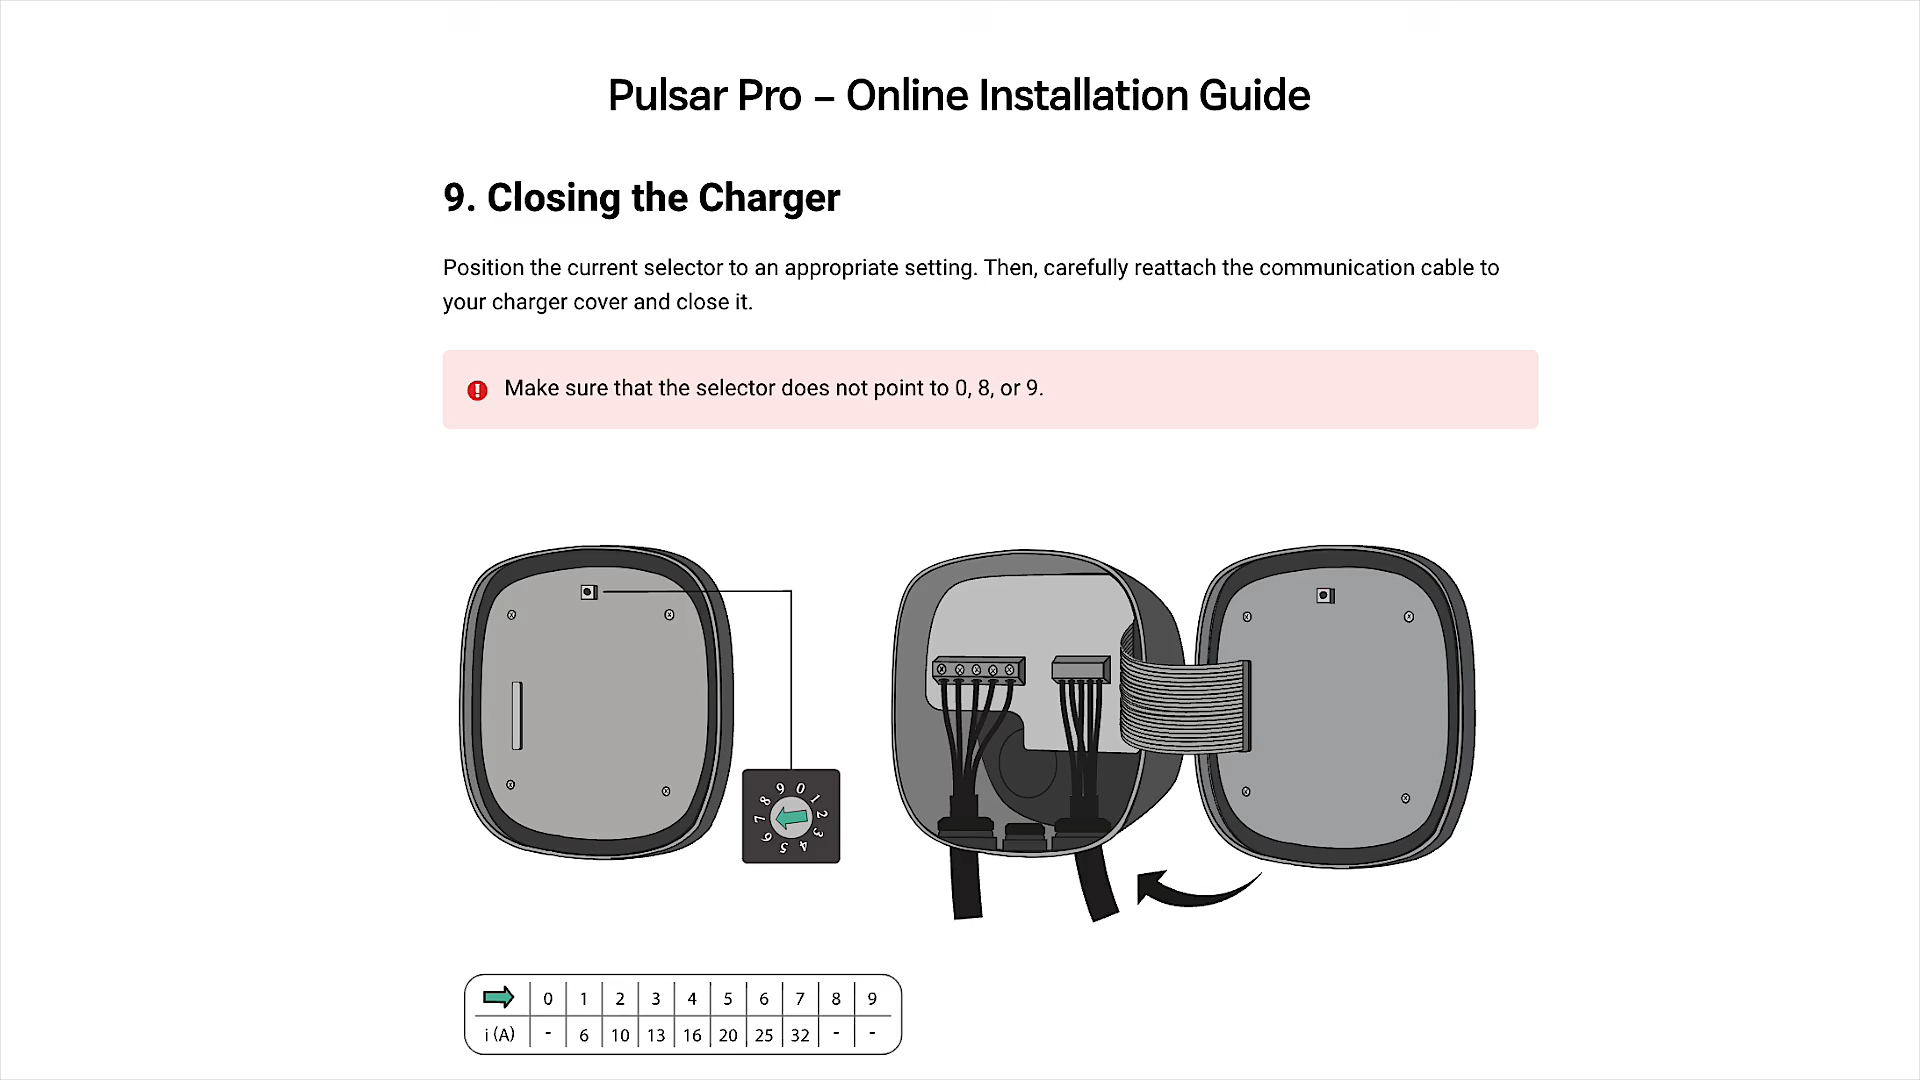 Pulsar Pro – Online Installation Guide
9. Closing the Charger
Position the current selector to an appropriate setting. Then, carefully reattach the communication cable to
your charger cover and close it.
Make sure that the selector does not point to 0, 8, or 9.
0 1 2 3 4 5 6 7 8 9
0 1 2 3 4 5 6 7 8 9
i (A) - 6 10 13 16 20 25 32 - -